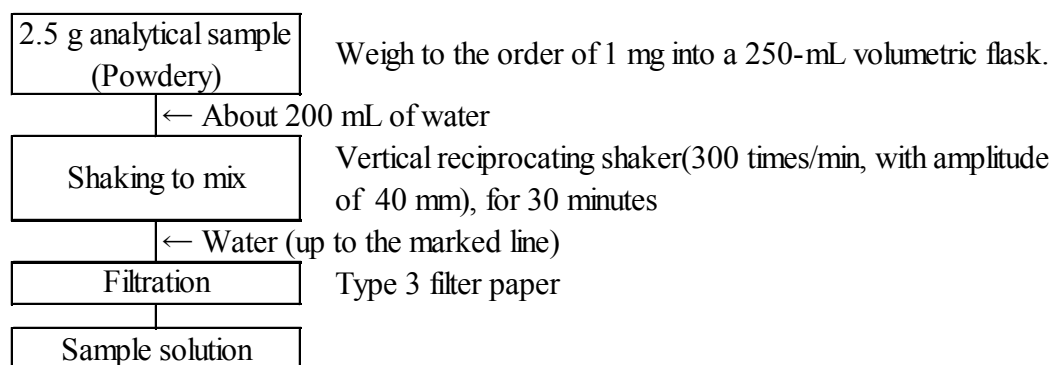 2.5 g analytical sample
(Powdery)
Weigh to the order of 1 mg into a 250-mL volumetric flask.
← About 200 mL of water
Shaking to mix
Vertical reciprocating shaker(300 times/min, with amplitude
of 40 mm), for 30 minutes
← Water (up to the marked line)
Filtration
Type 3 filter paper
Sample solution